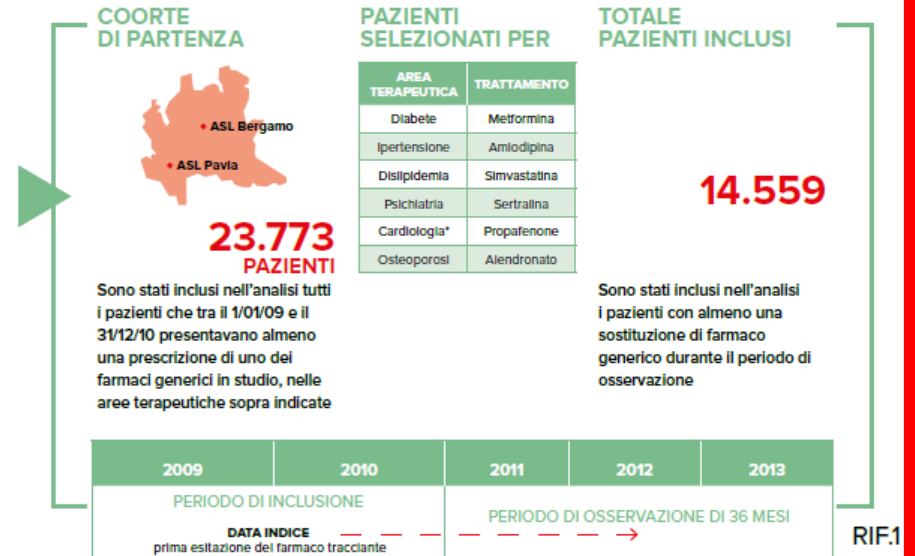 COORTE
DI PARTENZA
ASL Bergamo
ASL Pavia
23.773
PAZIENTI
Sono stati inclusi nell'analisi tutti
i pazienti che tra il 1/01/09 e il
31/12/10 presentavano almeno
una prescrizione di uno dei
farmaci generici in studio, nelle
aree terapeutiche sopra indicate
PAZIENTI
SELEZIONATI PER
AREA
TERAPEUTICA
TRATTAMENTO
Diabete Metformina
Ipertensione Amlodipina
Dislipidemia Simvastatina
Psichiatria Sertralina
Cardiologia* Propafenone
Osteoporosi Alendronato
TOTALE
PAZIENTI INCLUSI
14.559
Sono stati inclusi nell'analisi
i pazienti con almeno una
sostituzione di farmaco
generico durante il periodo di
osservazione
2009 2010 2011 2012 2013
PERIODO DI INCLUSIONE
DATA INDICE
prima esitazione del farmaco tracciante
PERIODO DI OSSERVAZIONE DI 36 MESI
RIF.1